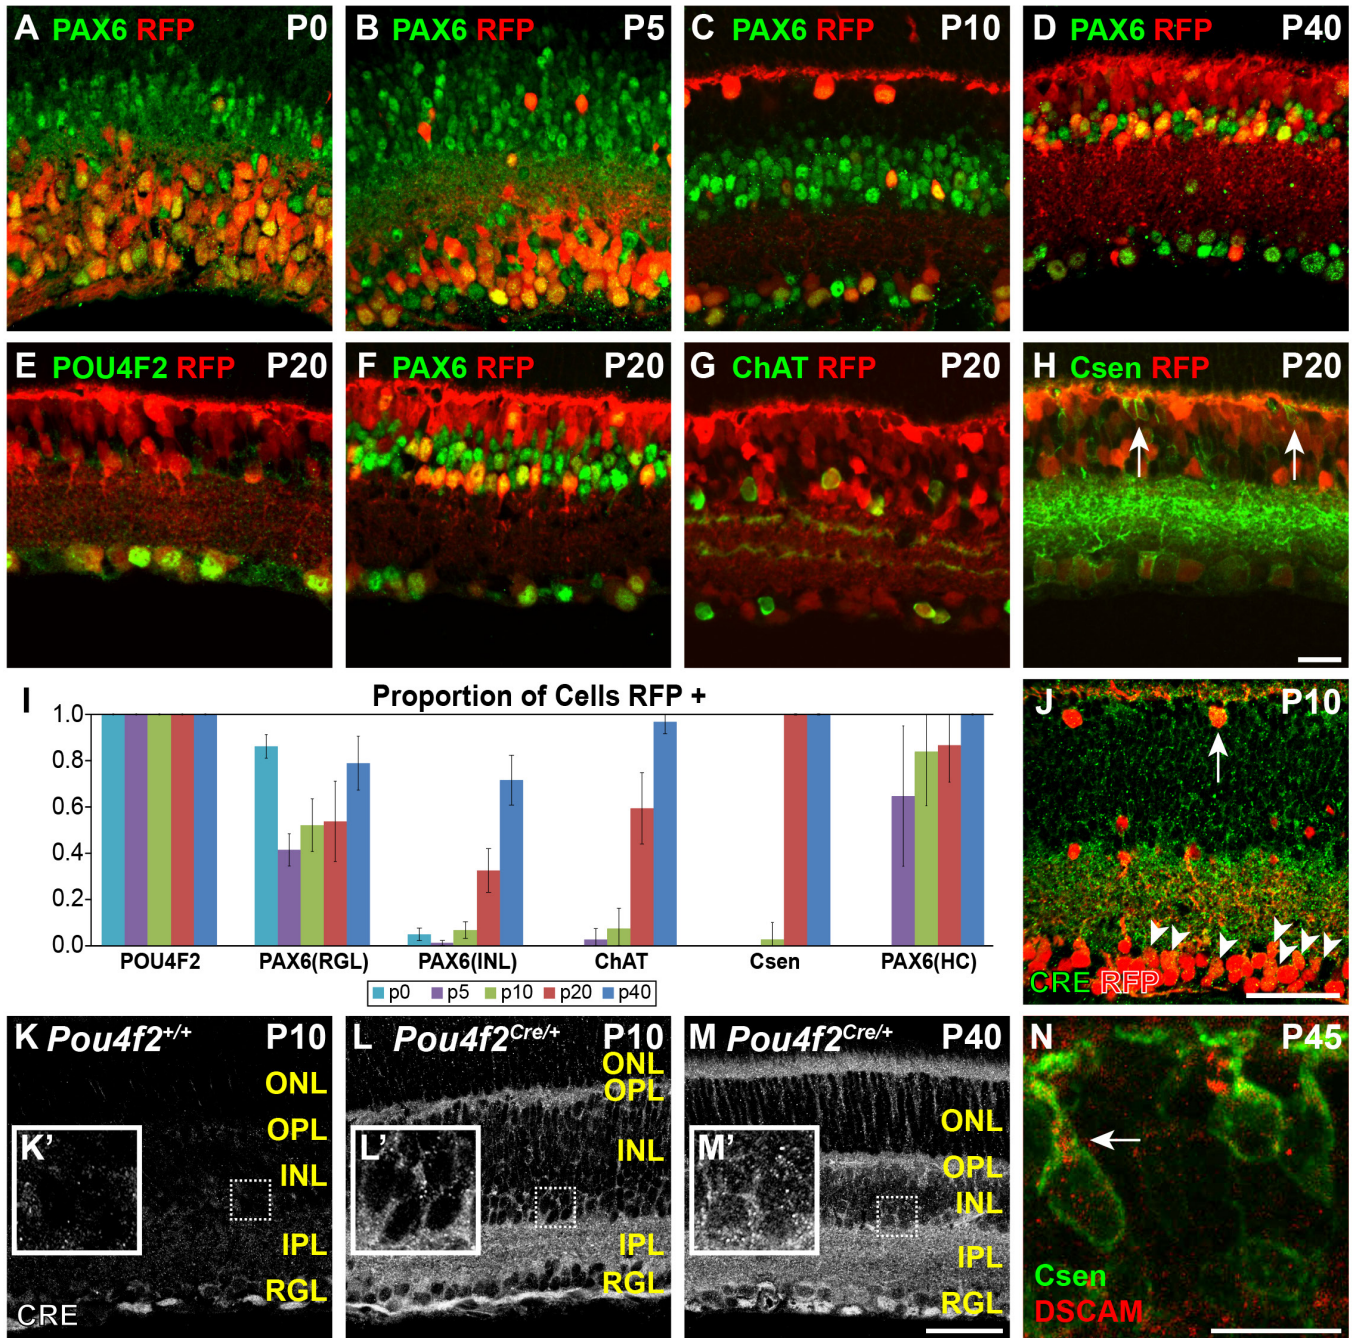 A PAX6 RFP P0
B PAX6 RFP P5
C PAX6 RFP P10
D PAX6 RFP P40
E POU4F2 RFP P20
F PAX6 RFP P20
G ChAT RFP P20
H Csen RFP P20
I Proportion of Cells RFP +
1.0
0.8
0.6
0.4
0.2
0.0
POU4F2 PAX6(RGL) PAX6(INL) ChAT Csen PAX6(HC)
p0 p5 p10 p20 p40
J P10
CRE RFP
K Pou4f2+/+ P10
ONL
OPL
K'
INL
IPL
RGL
CRE
L Pou4f2Cre/+ P10
ONL
OPL
L'
INL
IPL
RGL
M Pou4f2Cre/+ P40
ONL
M'
OPL
INL
IPL
RGL
N P45
Csen
DSCAM